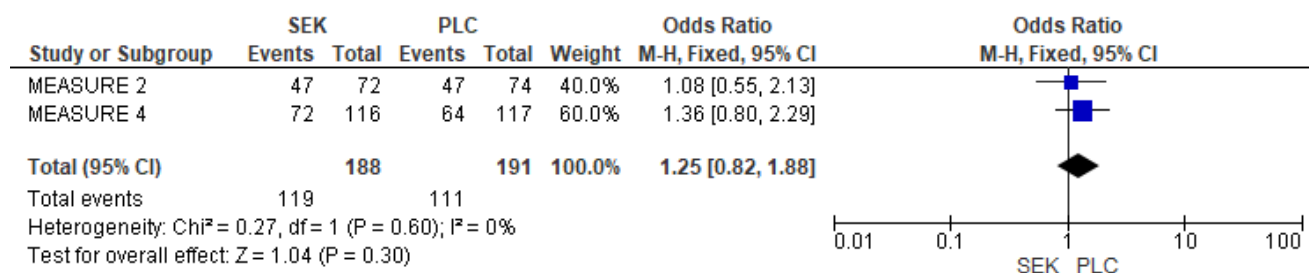 SEK PLC Odds Ratio Odds Ratio
Study or Subgroup Events Total Events Total Weight M-H, Fixed, 95% CI M-H, Fixed, 95% CI
MEASURE 2 47 72 47 74 40.0% 1.08 [0.55, 2.13]
MEASURE 4 72 116 64 117 60.0% 1.36 [0.80, 2.29]
Total (95% CI) 188 191 100.0% 1.25 [0.82, 1.88]
Total events 119 111
Heterogeneity: Chi² = 0.27, df = 1 (P = 0.60); I² = 0%
Test for overall effect: Z = 1.04 (P = 0.30)
0.01 0.1 1 10 100
SEK PLC